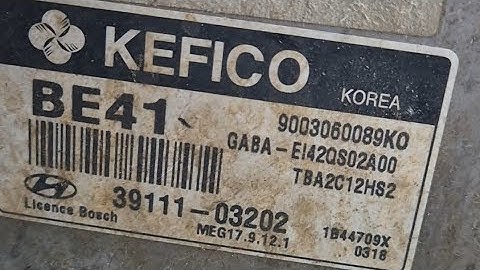 KEFICO
KOREA
BE41
9003060089KO
GABA-EI42QS02A00
TBA2C12HS2
39111-03202
Licence Bosch
MEG17.9.12.1
1B44709X
0318